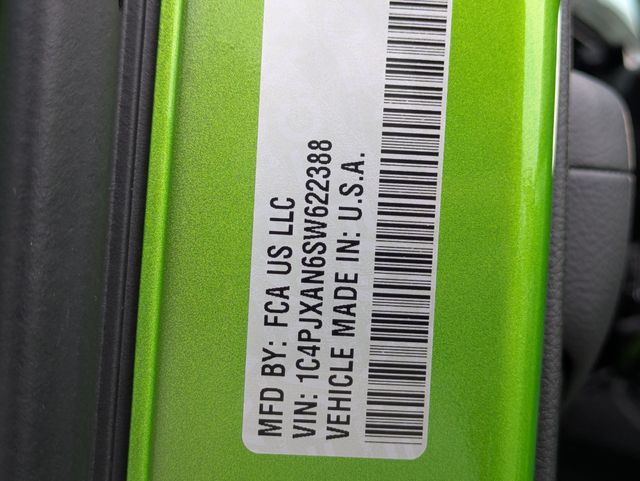 MFD BY: FCA US LLC
VIN: 1C4PJXAN6SW622388
VEHICLE MADE IN: U.S.A.